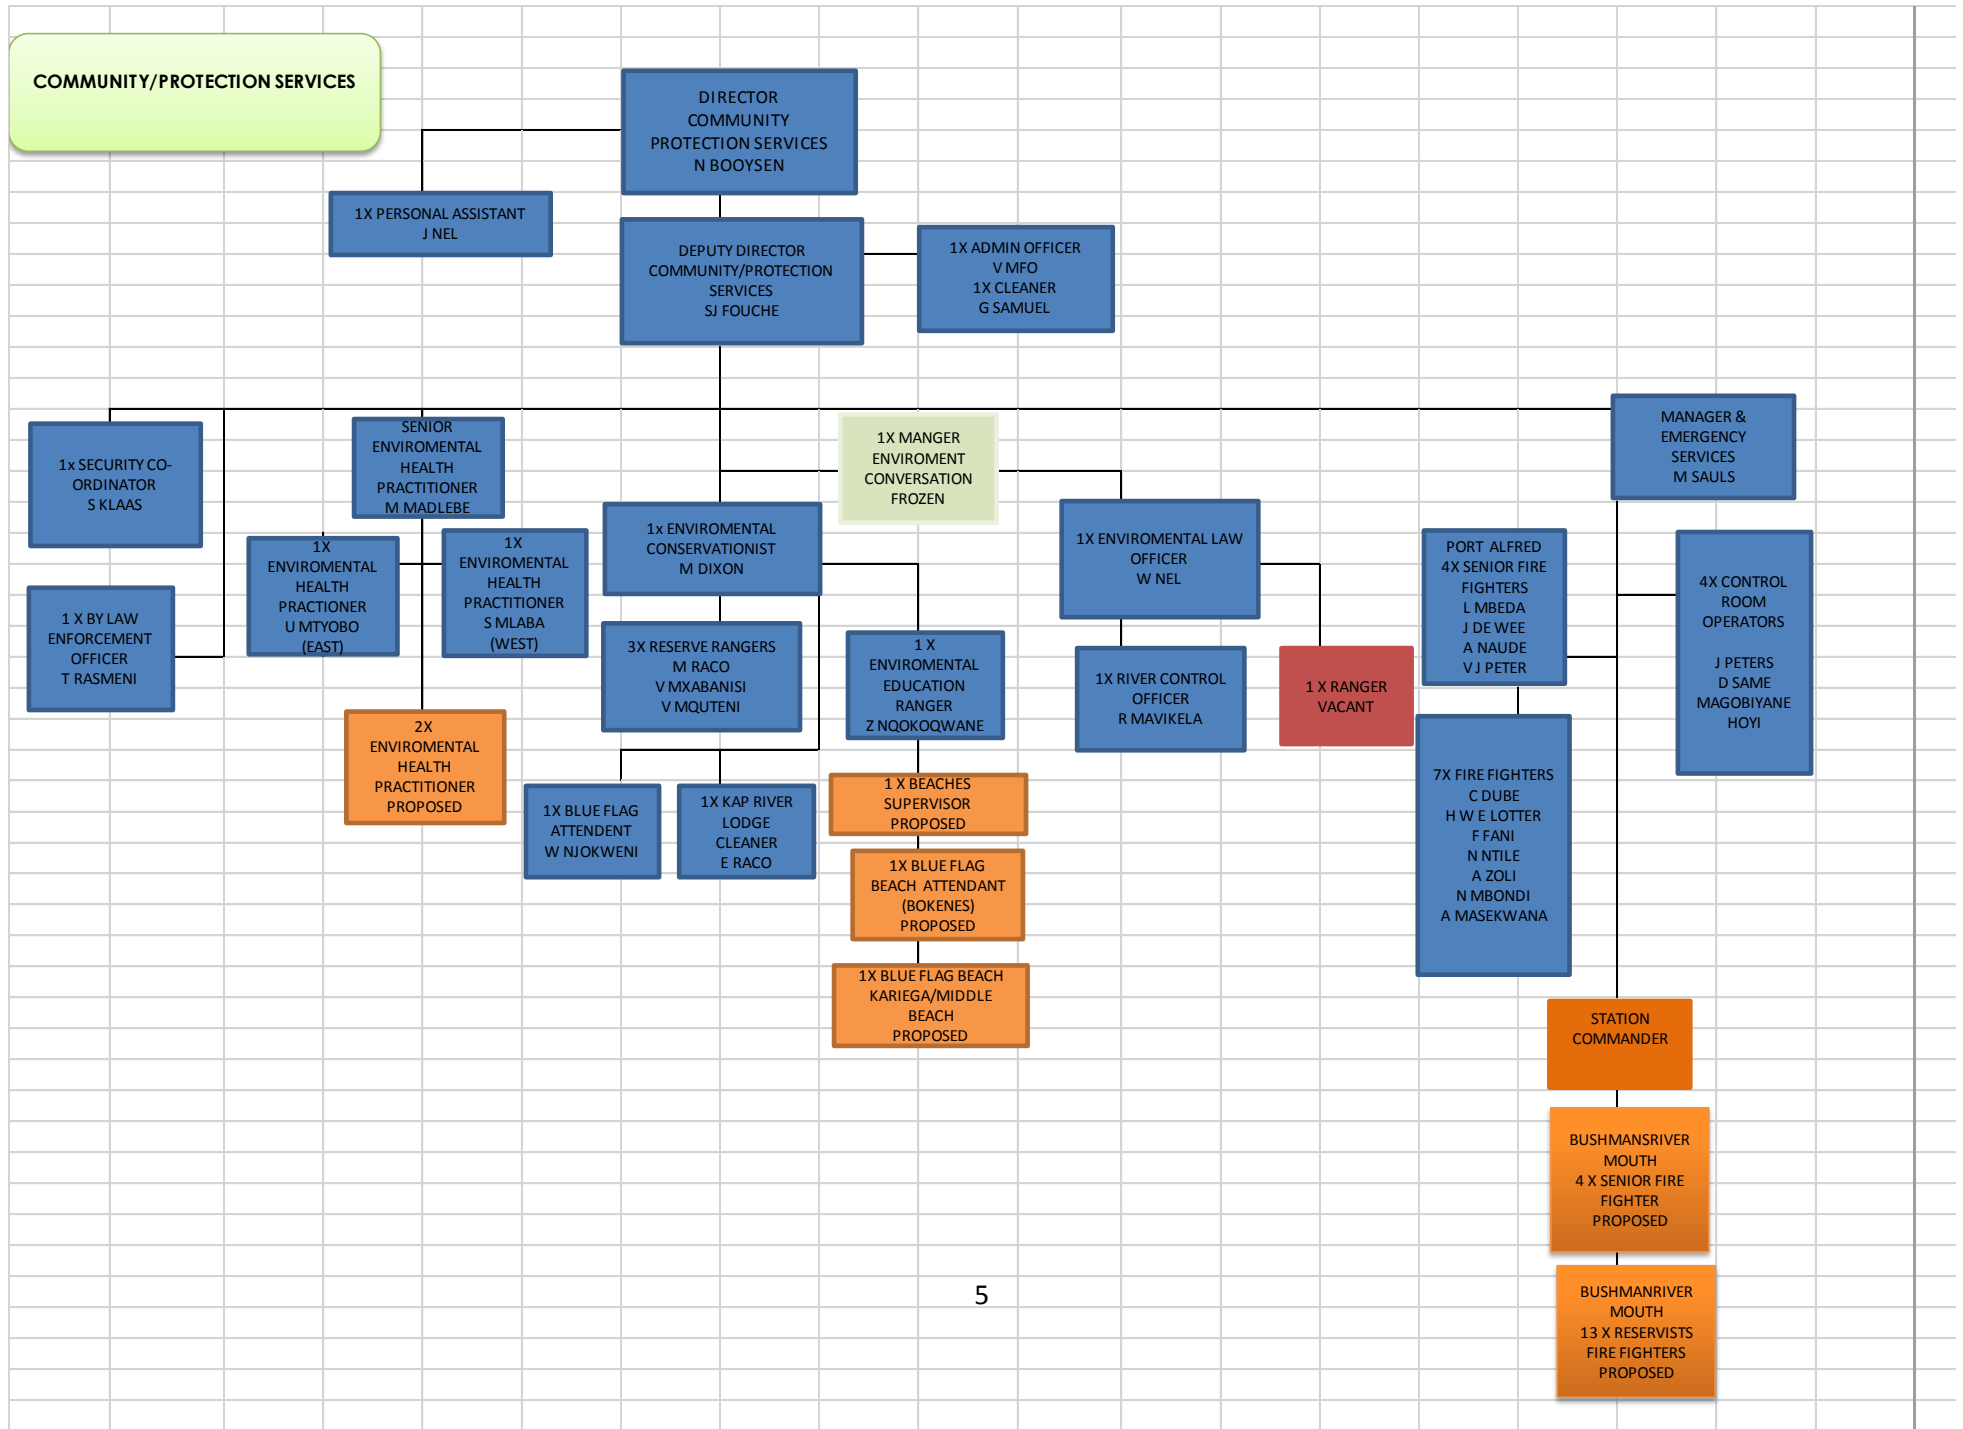 COMMUNITY/PROTECTION SERVICES
DIRECTOR
COMMUNITY
PROTECTION SERVICES
N BOOYSEN
1X PERSONAL ASSISTANT
J NEL
DEPUTY DIRECTOR
COMMUNITY/PROTECTION
SERVICES
SJ FOUCHE
1X ADMIN OFFICER
V MFO
1X CLEANER
G SAMUEL
1x SECURITY CO-
ORDINATOR
S KLAAS
SENIOR
ENVIROMENTAL
HEALTH
PRACTITIONER
M MADLEBE
1X MANGER
ENVIROMENT
CONVERSATION
FROZEN
MANAGER &
EMERGENCY
SERVICES
M SAULS
1 X BY LAW
ENFORCEMENT
OFFICER
T RASMENI
1X
ENVIROMENTAL
HEALTH
PRACTIONER
U MTYOBO
(EAST)
1X
ENVIROMENTAL
HEALTH
PRACTITIONER
S MLABA
(WEST)
2X
ENVIROMENTAL
HEALTH
PRACTITIONER
PROPOSED
1x ENVIROMENTAL
CONSERVATIONIST
M DIXON
3X RESERVE RANGERS
M RACO
V MXABANISI
V MQUTENI
1X BLUE FLAG
ATTENDENT
W NJOKWENI
1X KAP RIVER
LODGE
CLEANER
E RACO
1 X
ENVIROMENTAL
EDUCATION
RANGER
Z NQOKOQWANE
1 X BEACHES
SUPERVISOR
PROPOSED
1X BLUE FLAG
BEACH ATTENDANT
(BOKENES)
PROPOSED
1X BLUE FLAG BEACH
KARIEGA/MIDDLE
BEACH
PROPOSED
1X ENVIROMENTAL LAW
OFFICER
W NEL
1X RIVER CONTROL
OFFICER
R MAVIKELA
1 X RANGER
VACANT
PORT ALFRED
4X SENIOR FIRE
FIGHTERS
L MBEDA
J DE WEE
A NAUDE
V J PETER
4X CONTROL
ROOM
OPERATORS
J PETERS
D SAME
MAGOBIYANE
HOYI
7X FIRE FIGHTERS
C DUBE
H W E LOTTER
F FANI
N NTILE
A ZOLI
N MBONDI
A MASEKWANA
STATION
COMMANDER
BUSHMANSRIVER
MOUTH
4 X SENIOR FIRE
FIGHTER
PROPOSED
BUSHMANRIVER
MOUTH
13 X RESERVISTS
FIRE FIGHTERS
PROPOSED
5